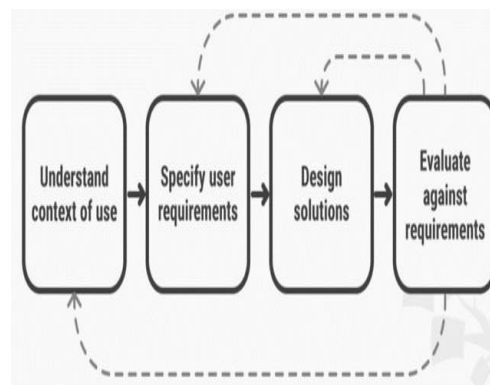 Understand
context of use
Specify user
requirements
Design
solutions
Evaluate
against
requirements